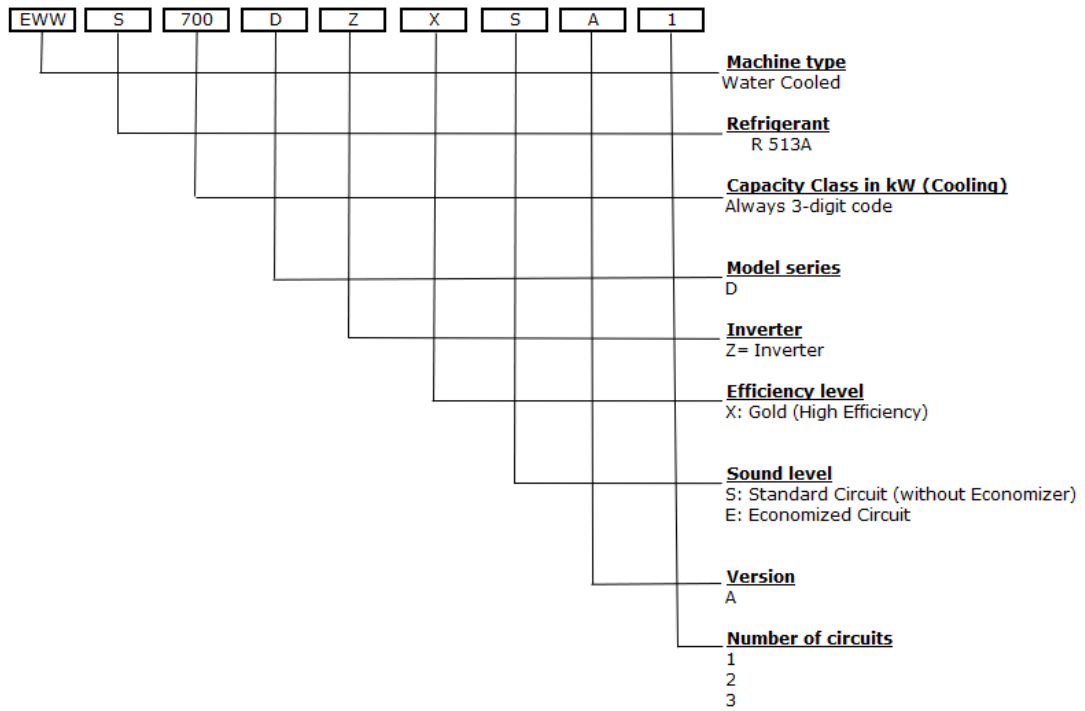 EWW S 700 D Z X S A 1
Machine type
Water Cooled
Refrigerant
R 513A
Capacity Class in kW (Cooling)
Always 3-digit code
Model series
D
Inverter
Z= Inverter
Efficiency level
X: Gold (High Efficiency)
Sound level
S: Standard Circuit (without Economizer)
E: Economized Circuit
Version
A
Number of circuits
1
2
3